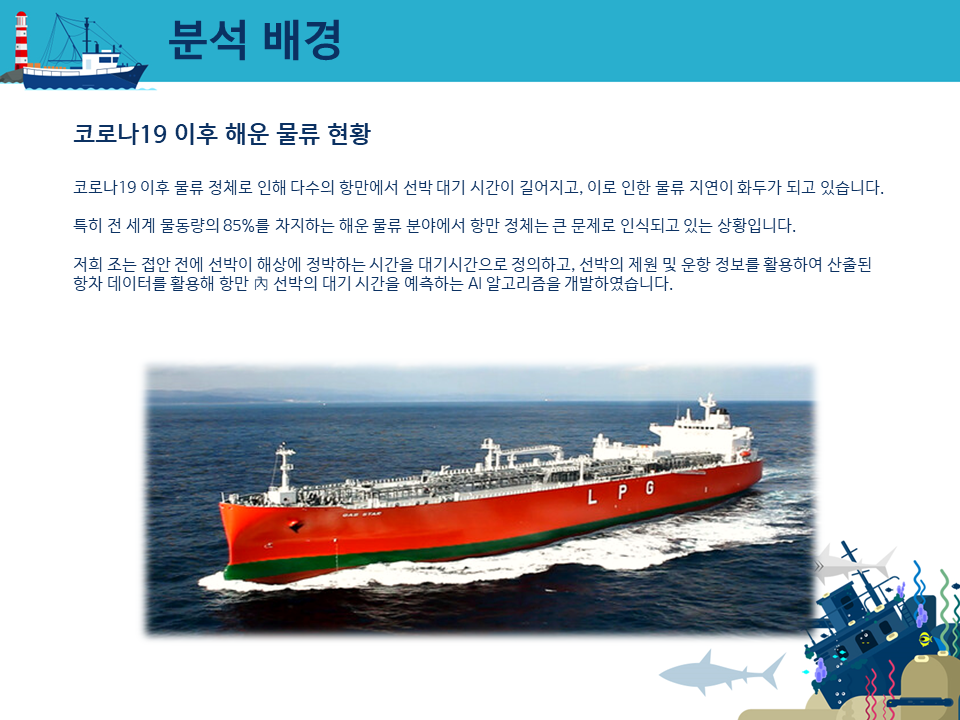 분석 배경
코로나19 이후 해운 물류 현황
코로나19 이후 물류 정체로 인해 다수의 항만에서 선박 대기 시간이 길어지고, 이로 인한 물류 지연이 화두가 되고 있습니다.
특히 전 세계 물동량의 85%를 차지하는 해운 물류 분야에서 항만 정체는 큰 문제로 인식되고 있는 상황입니다.
저희 조는 접안 전에 선박이 해상에 정박하는 시간을 대기시간으로 정의하고, 선박의 제원 및 운항 정보를 활용하여 산출된
항차 데이터를 활용해 항만 內 선박의 대기 시간을 예측하는 AI 알고리즘을 개발하였습니다.
LPG
GAS STAR